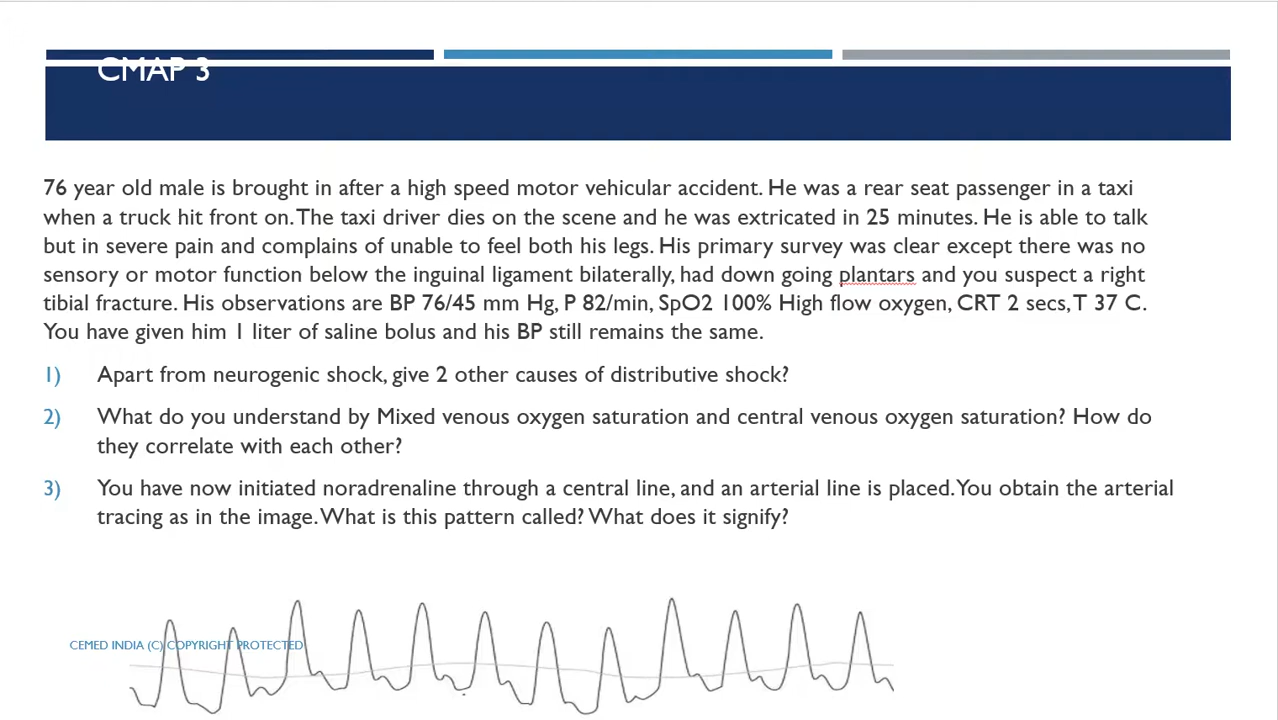 CMAP 3
76 year old male is brought in after a high speed motor vehicular accident. He was a rear seat passenger in a taxi
when a truck hit front on. The taxi driver dies on the scene and he was extricated in 25 minutes. He is able to talk
but in severe pain and complains of unable to feel both his legs. His primary survey was clear except there was no
sensory or motor function below the inguinal ligament bilaterally, had down going plantars and you suspect a right
tibial fracture. His observations are BP 76/45 mm Hg, P 82/min, SpO2 100% High flow oxygen, CRT 2 secs, T 37 C.
You have given him 1 liter of saline bolus and his BP still remains the same.
1) Apart from neurogenic shock, give 2 other causes of distributive shock?
2) What do you understand by Mixed venous oxygen saturation and central venous oxygen saturation? How do
they correlate with each other?
3) You have now initiated noradrenaline through a central line, and an arterial line is placed. You obtain the arterial
tracing as in the image. What is this pattern called? What does it signify?
CEMED INDIA (C) COPYRIGHT PROTECTED